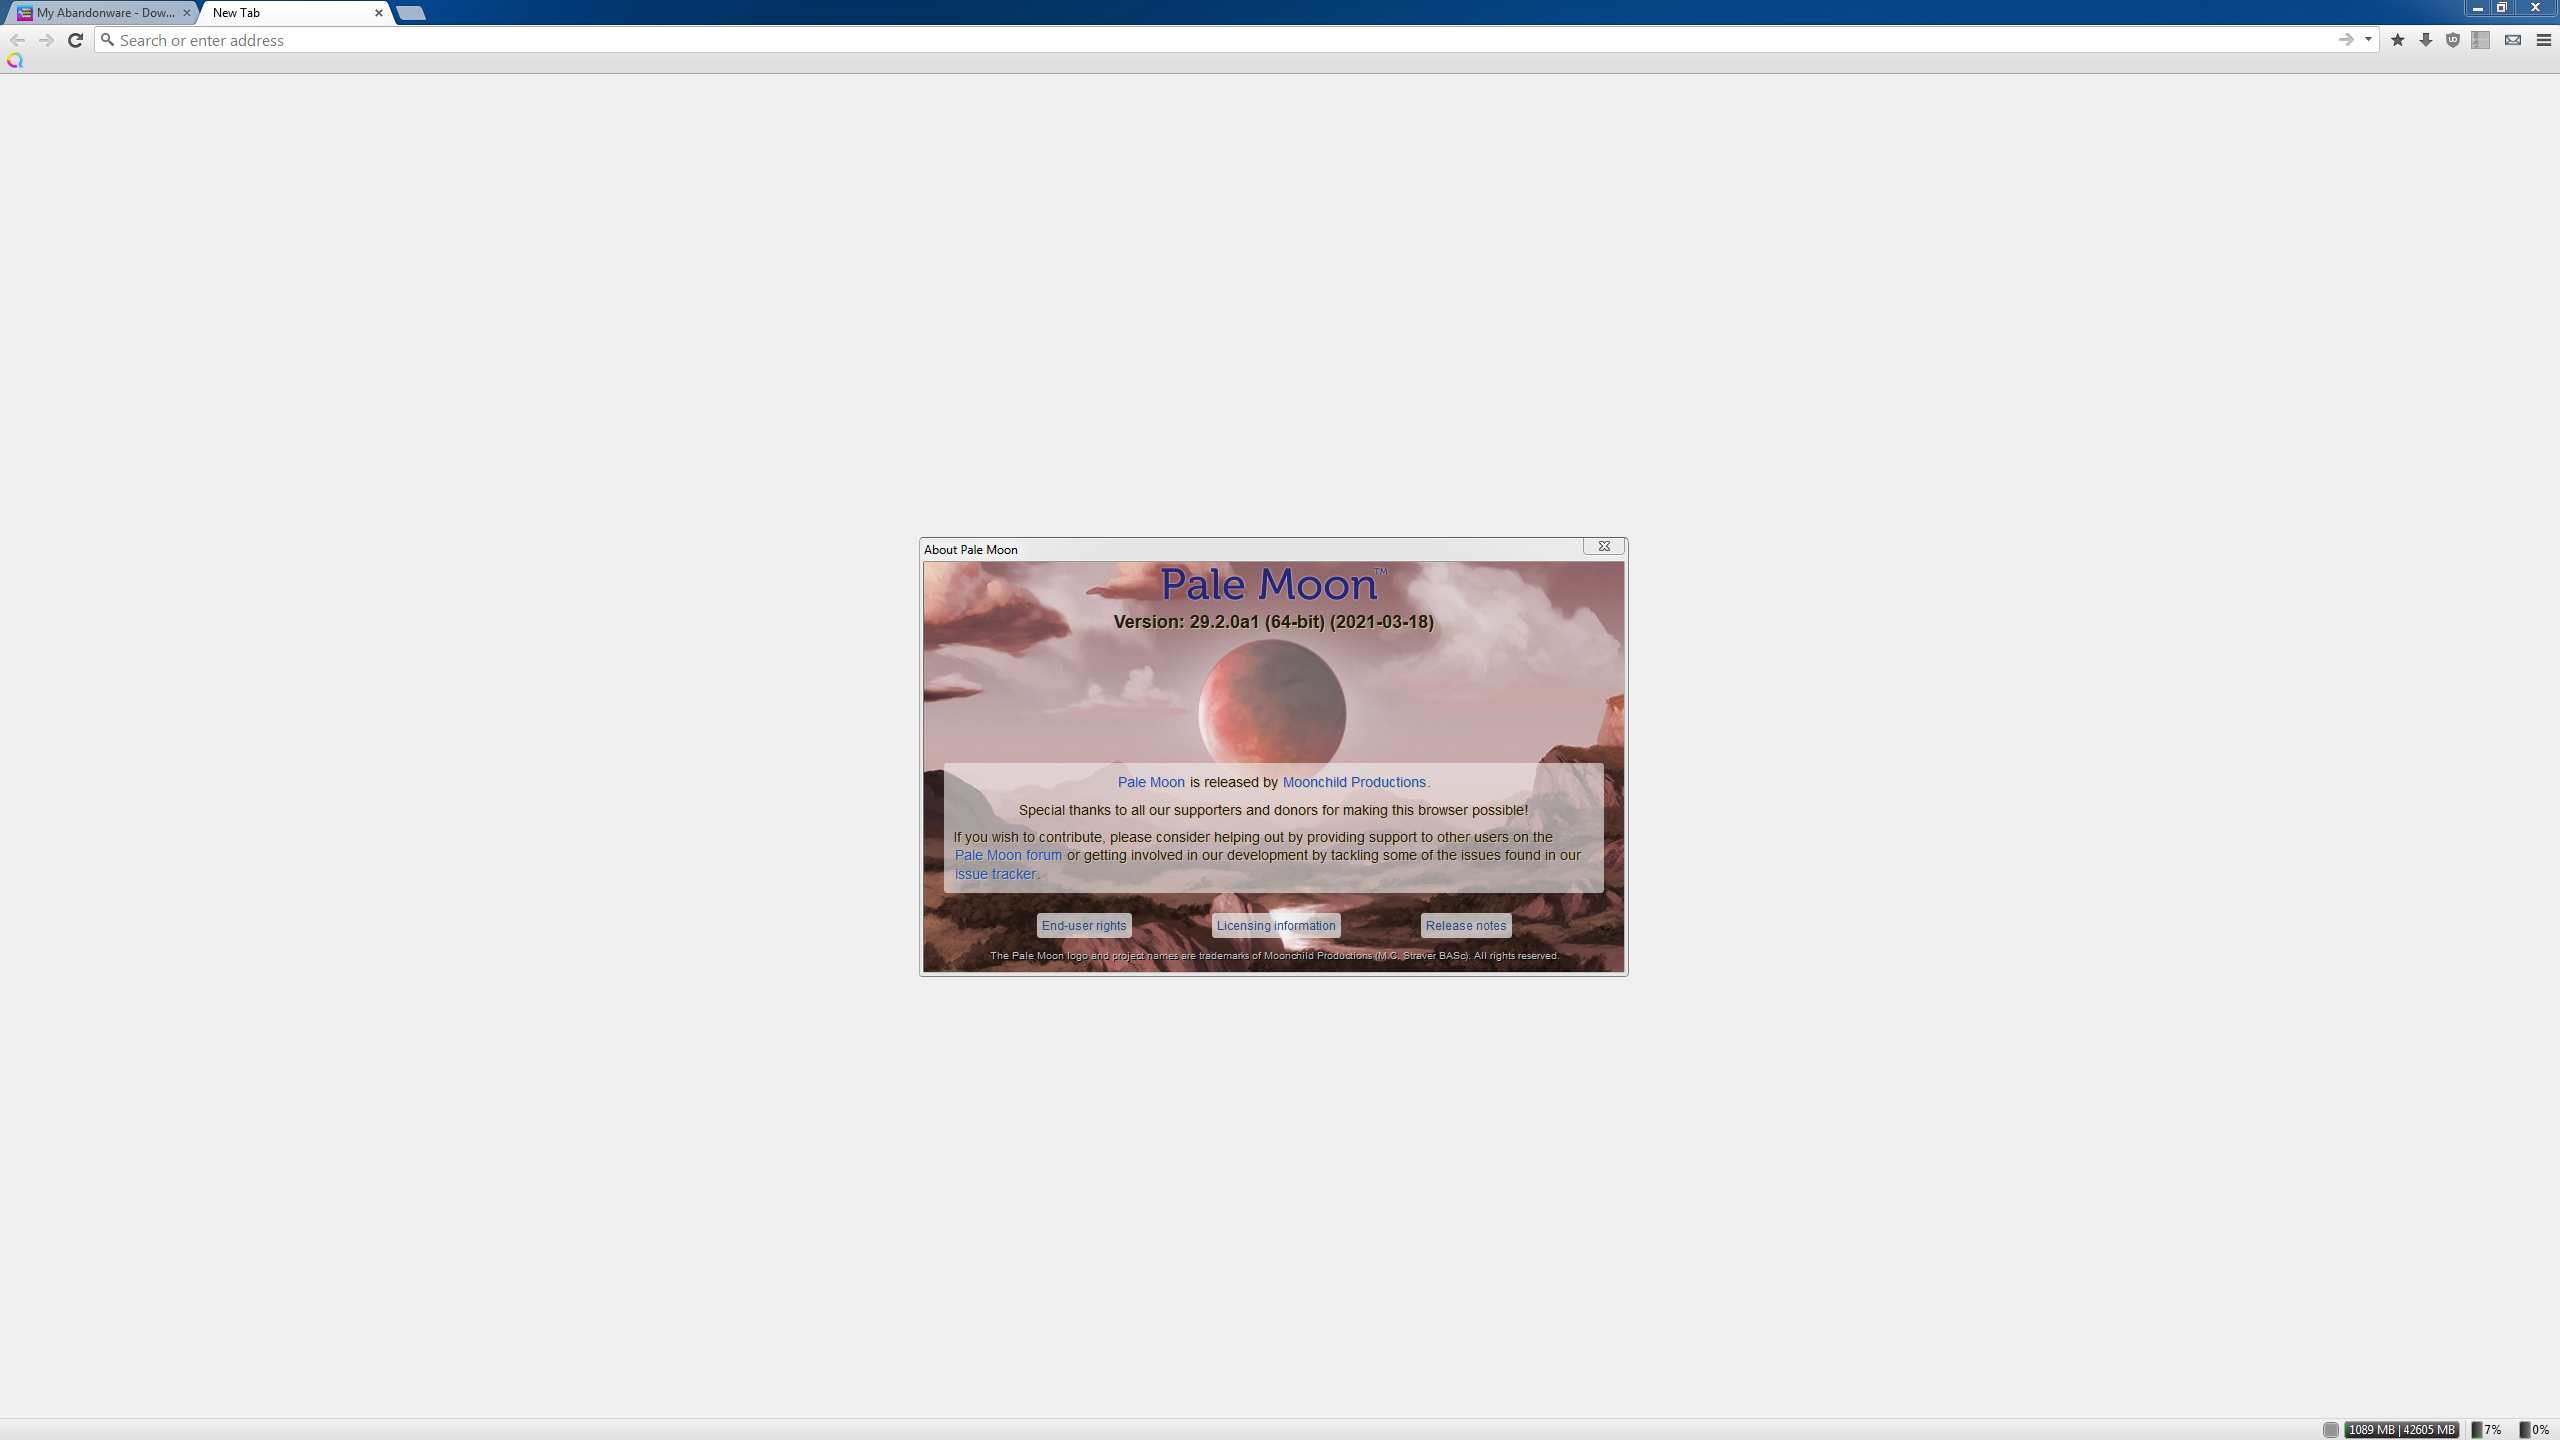 My Abandonware - Dow...
New Tab
Search or enter address
About Pale Moon
Pale Moon™
Version: 29.2.0a1 (64-bit) (2021-03-18)
Pale Moon is released by Moonchild Productions.
Special thanks to all our supporters and donors for making this browser possible!
If you wish to contribute, please consider helping out by providing support to other users on the
Pale Moon forum or getting involved in our development by tackling some of the issues found in our
issue tracker.
End-user rights
Licensing information
Release notes
The Pale Moon logo and project names are trademarks of Moonchild Productions (M.C. Straver BASc). All rights reserved.
1089 MB | 42605 MB
7%
0%